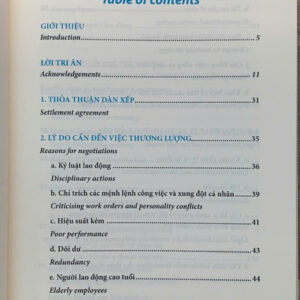 Table of contents
GIỚI THIỆU
Introduction 5
LỜI TRI ÂN
Acknowledgements 11
1. THỎA THUẬN DÀN XẾP 31
Settlement agreement
2. LÝ DO CẦN ĐẾN VIỆC THƯƠNG LƯỢNG 35
Reasons for negotiations
a. Kỷ luật lao động 36
Disciplinary actions
b. Chỉ trích các mệnh lệnh công việc và xung đột cá nhân 39
Criticising work orders and personality conflicts
c. Hiệu suất kém 41
Poor performance
d. Dôi dư 43
Redundancy
e. Người lao động cao tuổi 44
Elderly employees